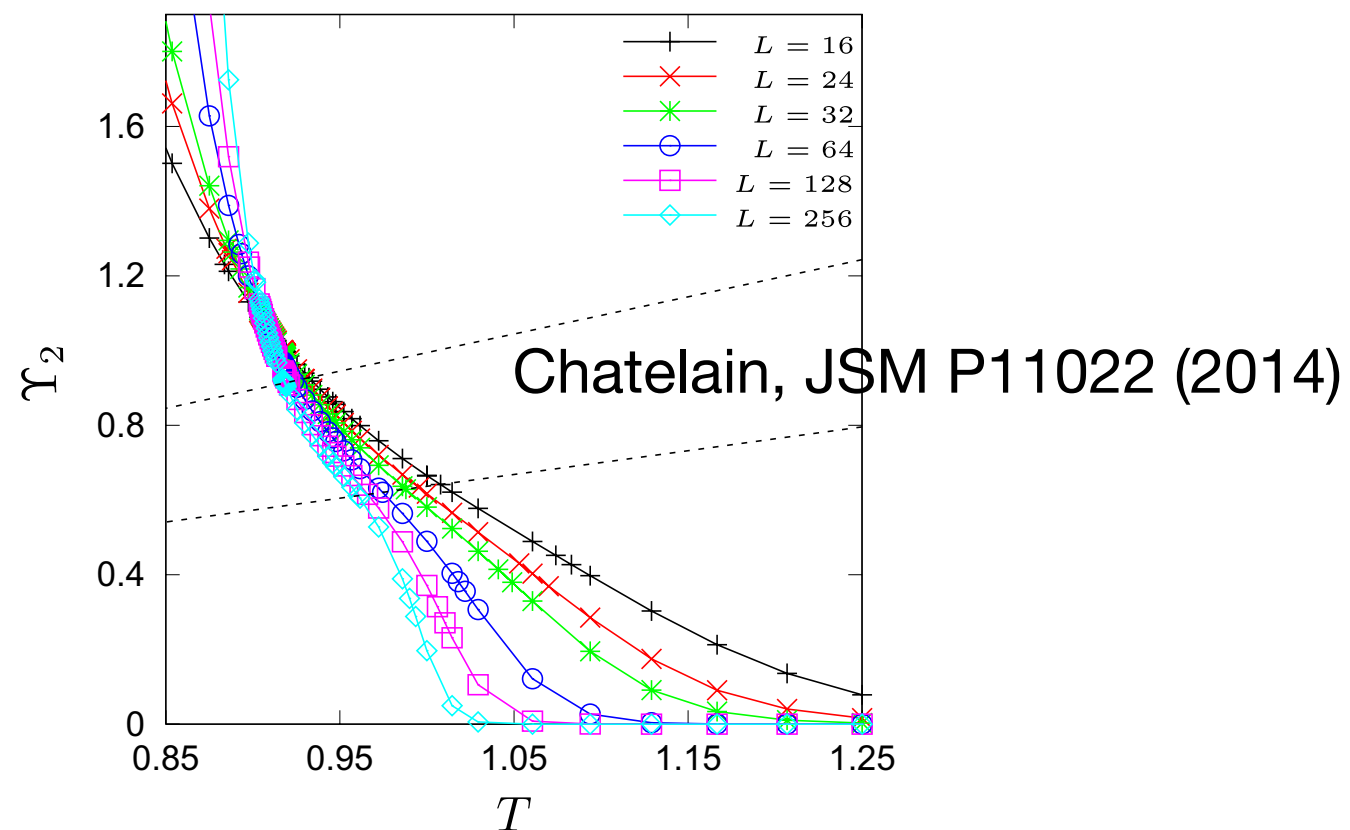 L = 16
L = 24
L = 32
L = 64
L = 128
L = 256
1.6
1.2
0.8
0.4
0
ϒ₂
Chatelain, JSM P11022 (2014)
0.85 0.95 1.05 1.15 1.25
T